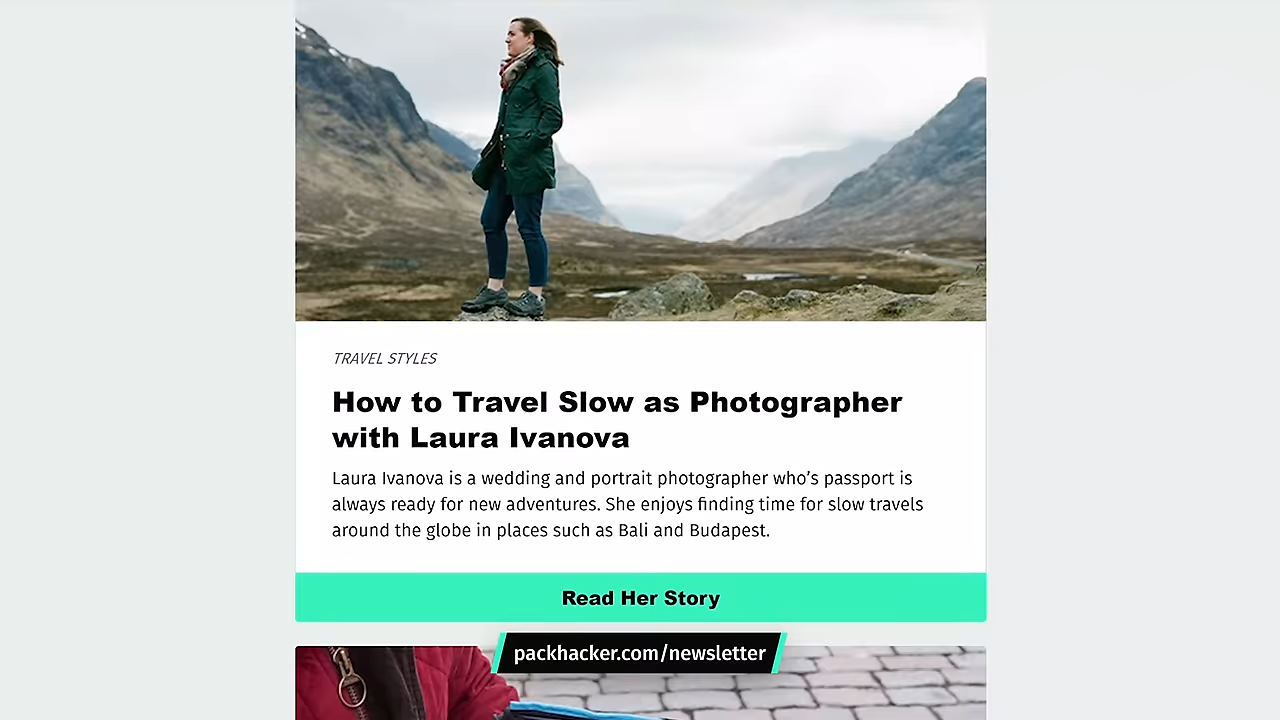 TRAVEL STYLES
How to Travel Slow as Photographer
with Laura Ivanova
Laura Ivanova is a wedding and portrait photographer who's passport is
always ready for new adventures. She enjoys finding time for slow travels
around the globe in places such as Bali and Budapest.
Read Her Story
packhacker.com/newsletter